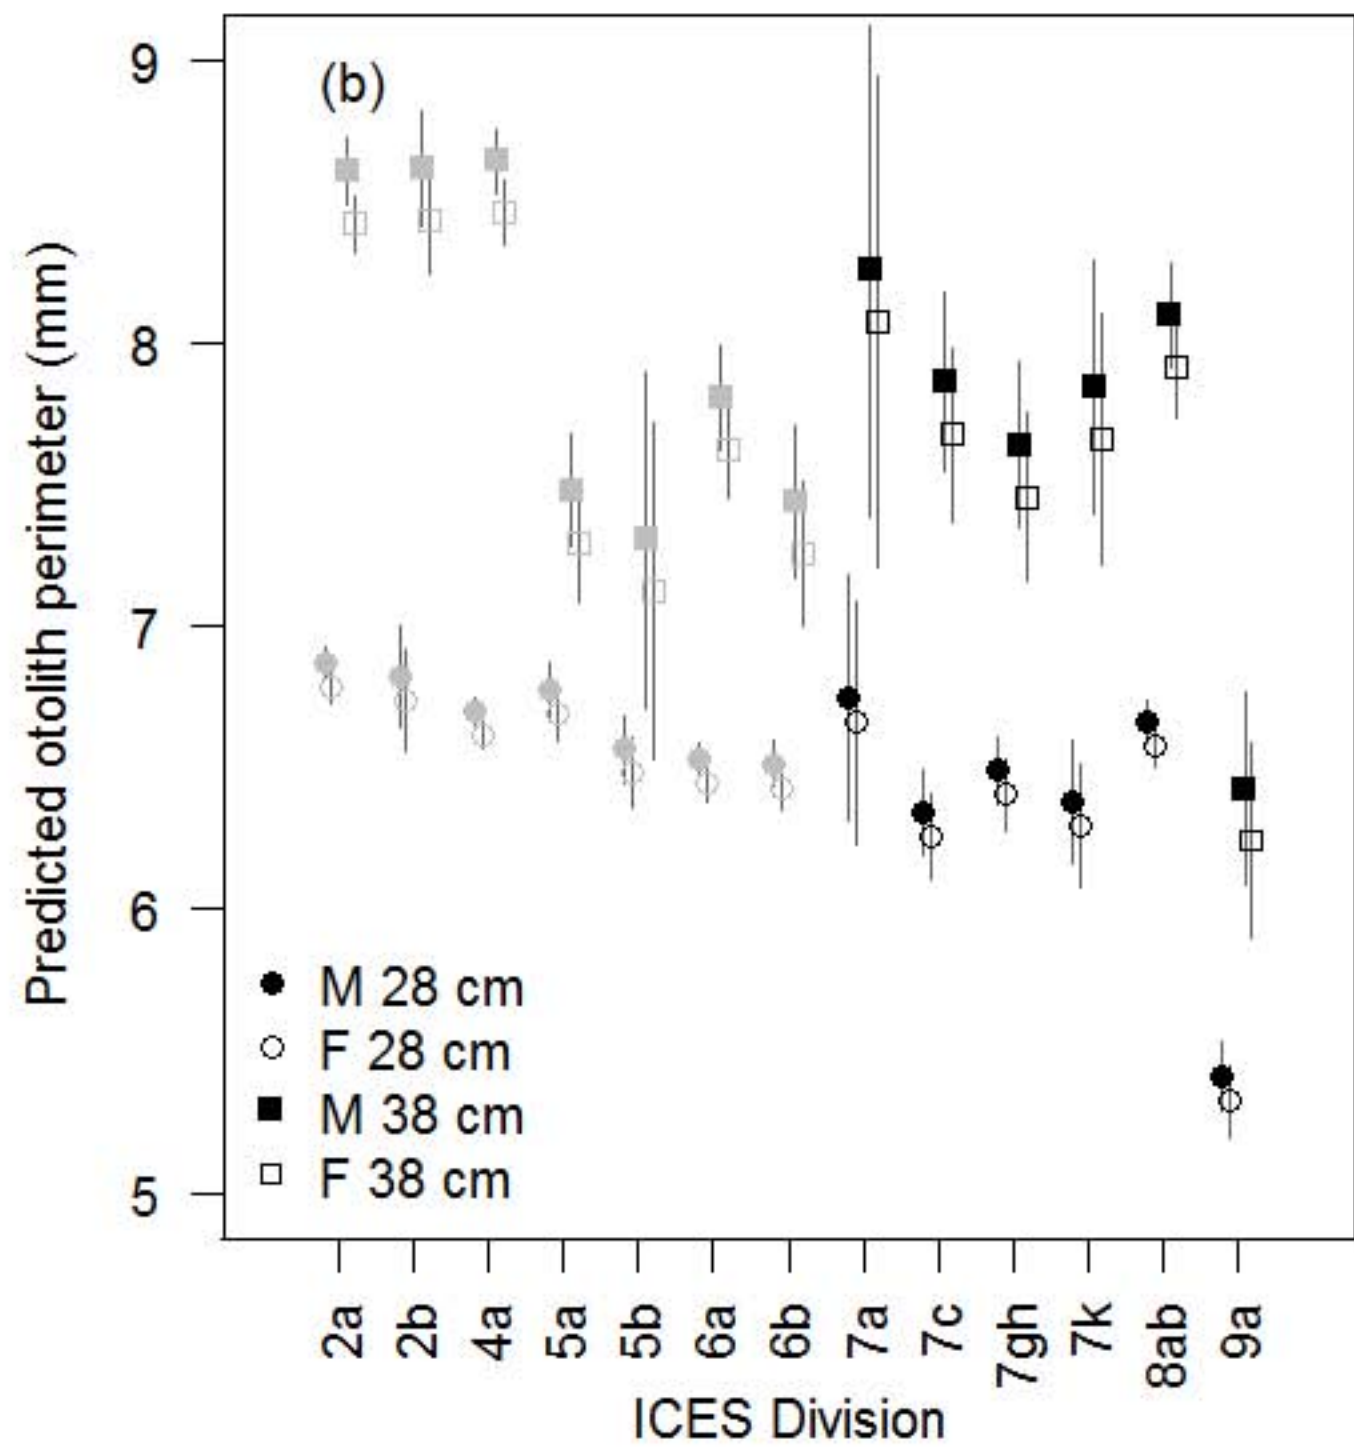 (b)
Predicted otolith perimeter (mm)
9
8
7
6
5
M 28 cm
F 28 cm
M 38 cm
F 38 cm
2a 2b 4a 5a 5b 6a 6b 7a 7c 7gh 7k 8ab 9a
ICES Division